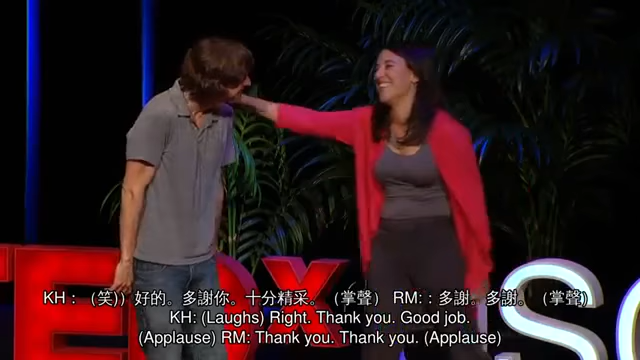 KH：（笑)）好的。多謝你。十分精采。（掌聲） RM:：多謝。多謝。（掌聲)
KH: (Laughs) Right. Thank you. Good job.
(Applause) RM: Thank you. Thank you. (Applause)
TEDx